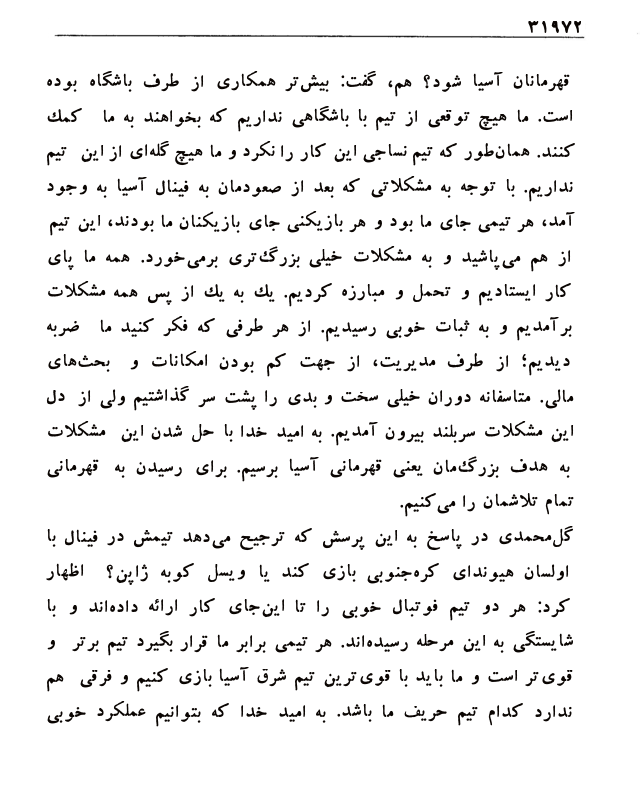 ۳۱۹۷۲
قهرمانان آسیا شود؟ هم، گفت: بیش‌تر همکاری از طرف باشگاه بوده
است. ما هیچ توقعی از تیم با باشگاهی نداریم که بخواهند به ما کمك
کنند. همان‌طور که تیم نساجی این کار را نکرد و ما هیچ گله‌ای از این تیم
نداریم. با توجه به مشکلاتی که بعد از صعودمان به فینال آسیا به وجود
آمد، هر تیمی جای ما بود و هر بازیکنی جای بازیکنان ما بودند، این تیم
از هم می‌پاشید و به مشکلات خیلی بزرگ‌تری برمی‌خورد. همه ما پای
کار ایستادیم و تحمل و مبارزه کردیم. یك به یك از پس همه مشکلات
برآمدیم و به ثبات خوبی رسیدیم. از هر طرفی که فکر کنید ما ضربه
دیدیم؛ از طرف مدیریت، از جهت کم بودن امکانات و بحث‌های
مالی. متاسفانه دوران خیلی سخت و بدی را پشت سر گذاشتیم ولی از دل
این مشکلات سربلند بیرون آمدیم. به امید خدا با حل شدن این مشکلات
به هدف بزرگ‌مان یعنی قهرمانی آسیا برسیم. برای رسیدن به قهرمانی
تمام تلاشمان را می‌کنیم.
گل‌محمدی در پاسخ به این پرسش که ترجیح می‌دهد تیمش در فینال با
اولسان هیوندای کره‌جنوبی بازی کند یا ویسل کوبه ژاپن؟ اظهار
کرد: هر دو تیم فوتبال خوبی را تا این‌جای کار ارائه داده‌اند و با
شایستگی به این مرحله رسیده‌اند. هر تیمی برابر ما قرار بگیرد تیم برتر و
قوی‌تر است و ما باید با قوی‌ترین تیم شرق آسیا بازی کنیم و فرقی هم
ندارد کدام تیم حریف ما باشد. به امید خدا که بتوانیم عملکرد خوبی